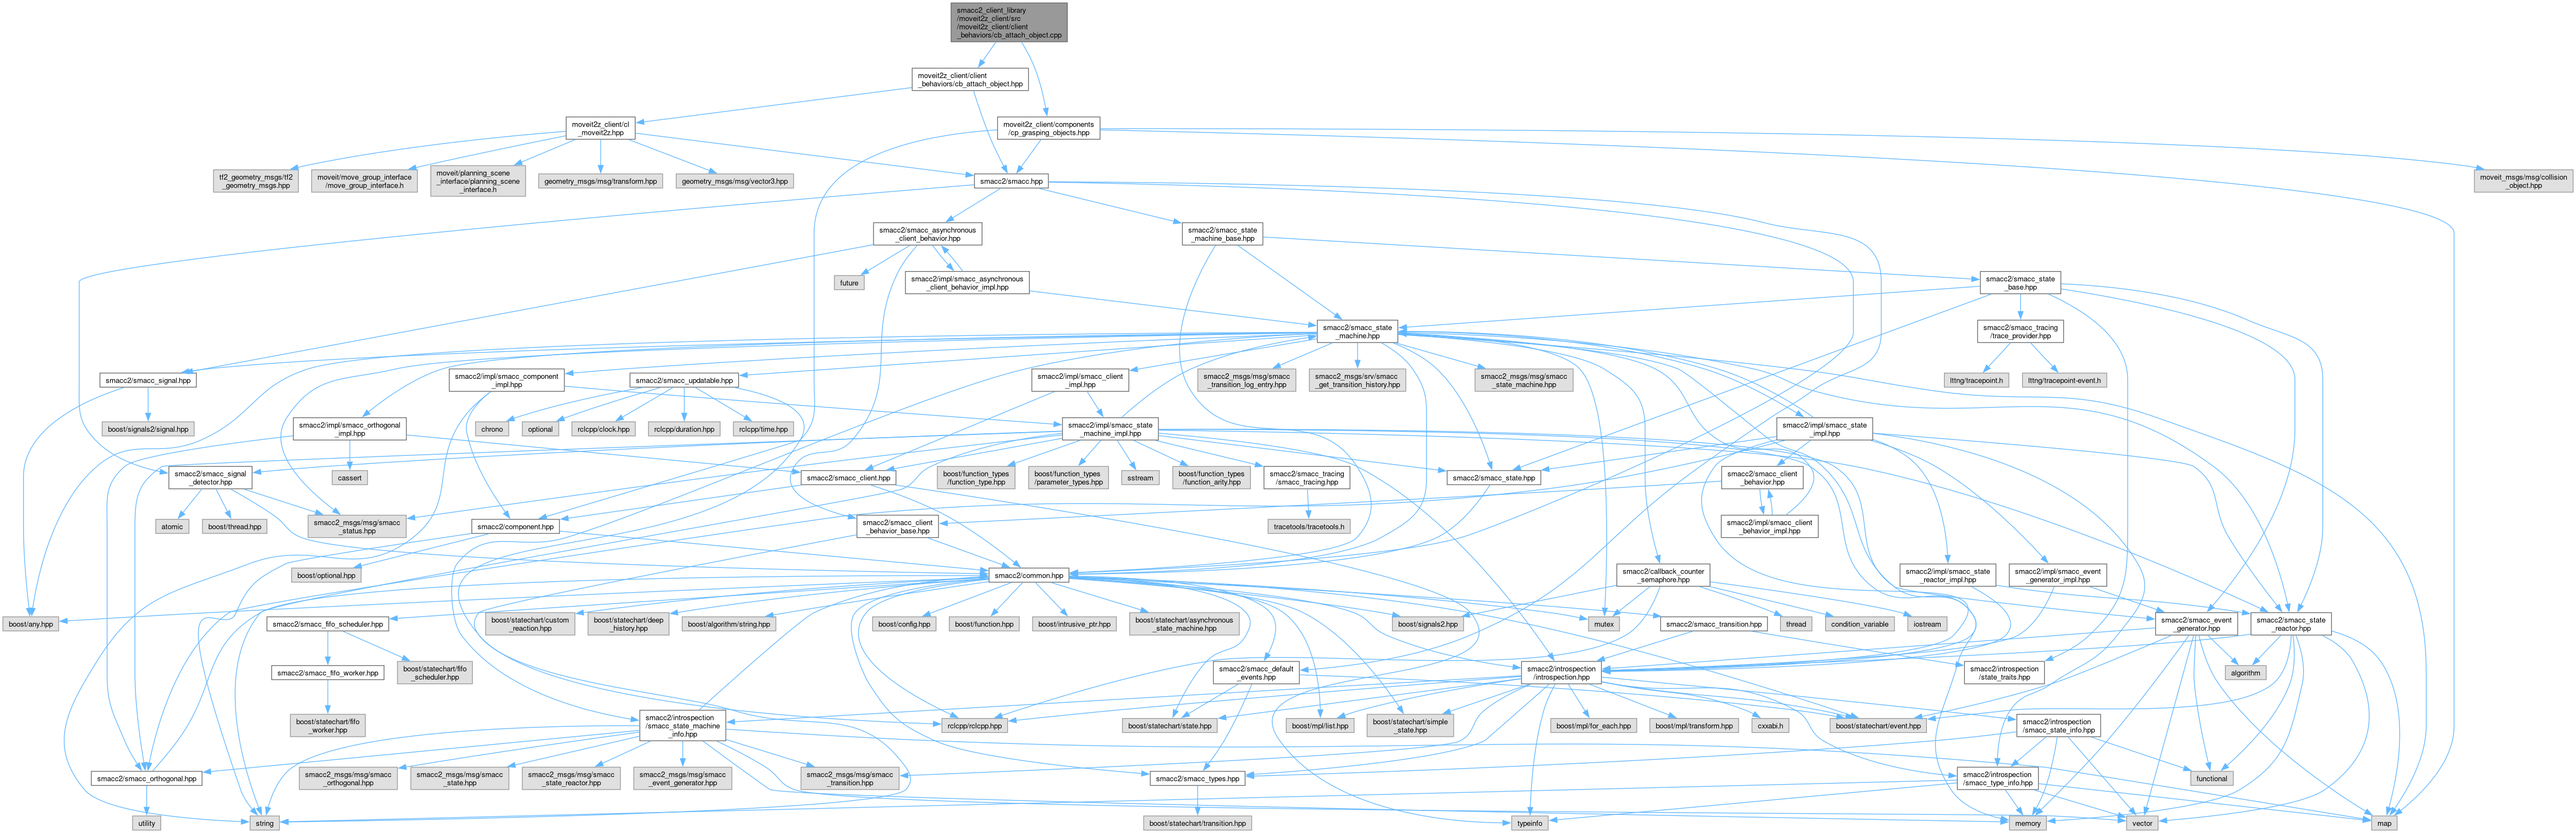 smacc2_client_library
/moveit2z_client/src
/moveit2z_client/client
_behaviors/cb_attach_object.cpp
moveit2z_client/client
_behaviors/cb_attach_object.hpp
moveit2z_client/cl
_moveit2z.hpp
moveit2z_client/components
/cp_grasping_objects.hpp
tf2_geometry_msgs/tf2
_geometry_msgs.hpp
moveit/move_group_interface
/move_group_interface.h
moveit/planning_scene
_interface/planning_scene
_interface.h
geometry_msgs/msg/transform.hpp
geometry_msgs/msg/vector3.hpp
smacc2/smacc.hpp
moveit_msgs/msg/collision
_object.hpp
smacc2/smacc_asynchronous
_client_behavior.hpp
smacc2/smacc_state
_machine_base.hpp
future
smacc2/impl/smacc_asynchronous
_client_behavior_impl.hpp
smacc2/smacc_state
_base.hpp
smacc2/smacc_state
_machine.hpp
smacc2/smacc_tracing
/trace_provider.hpp
smacc2/smacc_signal.hpp
smacc2/impl/smacc_component
_impl.hpp
smacc2/smacc_updatable.hpp
smacc2/impl/smacc_client
_impl.hpp
smacc2_msgs/msg/smacc
_transition_log_entry.hpp
smacc2_msgs/srv/smacc
_get_transition_history.hpp
smacc2_msgs/msg/smacc
_state_machine.hpp
lttng/tracepoint.h
lttng/tracepoint-event.h
boost/signals2/signal.hpp
smacc2/impl/smacc_orthogonal
_impl.hpp
chrono
optional
rclcpp/clock.hpp
rclcpp/duration.hpp
rclcpp/time.hpp
smacc2/impl/smacc_state
_machine_impl.hpp
smacc2/impl/smacc_state
_impl.hpp
smacc2/smacc_signal
_detector.hpp
cassert
smacc2/smacc_client.hpp
boost/function_types
/function_type.hpp
boost/function_types
/parameter_types.hpp
sstream
boost/function_types
/function_arity.hpp
smacc2/smacc_tracing
/smacc_tracing.hpp
smacc2/smacc_state.hpp
smacc2/smacc_client
_behavior.hpp
atomic
boost/thread.hpp
smacc2_msgs/msg/smacc
_status.hpp
smacc2/component.hpp
smacc2/smacc_client
_behavior_base.hpp
tracetools/tracetools.h
smacc2/impl/smacc_client
_behavior_impl.hpp
boost/optional.hpp
smacc2/common.hpp
smacc2/callback_counter
_semaphore.hpp
smacc2/impl/smacc_state
_reactor_impl.hpp
smacc2/impl/smacc_event
_generator_impl.hpp
boost/any.hpp
smacc2/smacc_fifo_scheduler.hpp
boost/statechart/custom
_reaction.hpp
boost/statechart/deep
_history.hpp
boost/algorithm/string.hpp
boost/config.hpp
boost/function.hpp
boost/intrusive_ptr.hpp
boost/statechart/asynchronous
_state_machine.hpp
boost/signals2.hpp
mutex
smacc2/smacc_transition.hpp
thread
condition_variable
iostream
smacc2/smacc_event
_generator.hpp
smacc2/smacc_state
_reactor.hpp
smacc2/smacc_fifo_worker.hpp
boost/statechart/fifo
_scheduler.hpp
smacc2/smacc_default
_events.hpp
smacc2/introspection
/introspection.hpp
smacc2/introspection
/state_traits.hpp
algorithm
boost/statechart/fifo
_worker.hpp
smacc2/introspection
/smacc_state_machine
_info.hpp
rclcpp/rclcpp.hpp
boost/statechart/state.hpp
boost/mpl/list.hpp
boost/statechart/simple
_state.hpp
boost/mpl/for_each.hpp
boost/mpl/transform.hpp
cxxabi.h
boost/statechart/event.hpp
smacc2/introspection
/smacc_state_info.hpp
smacc2/smacc_orthogonal.hpp
smacc2_msgs/msg/smacc
_orthogonal.hpp
smacc2_msgs/msg/smacc
_state.hpp
smacc2_msgs/msg/smacc
_state_reactor.hpp
smacc2_msgs/msg/smacc
_event_generator.hpp
smacc2_msgs/msg/smacc
_transition.hpp
smacc2/smacc_types.hpp
smacc2/introspection
/smacc_type_info.hpp
functional
utility
string
boost/statechart/transition.hpp
typeinfo
memory
vector
map